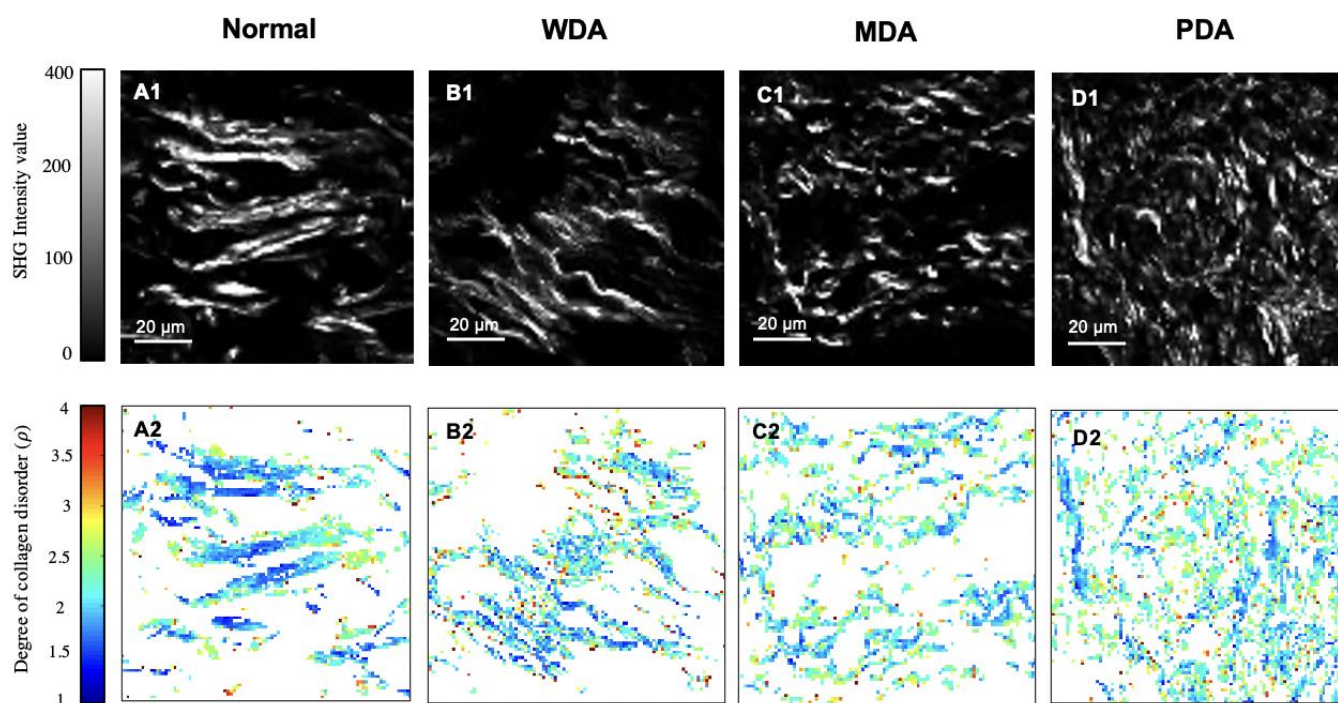 Normal WDA MDA PDA
SHG Intensity value
400
200
100
0
A1 B1 C1 D1
20 µm 20 µm 20 µm 20 µm
Degree of collagen disorder (ρ)
4
3.5
3
2.5
2
1.5
1
A2 B2 C2 D2